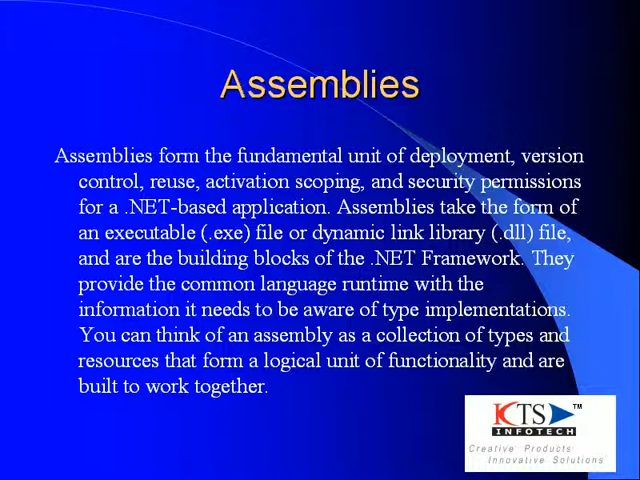 Assemblies
Assemblies form the fundamental unit of deployment, version
control, reuse, activation scoping, and security permissions
for a .NET-based application. Assemblies take the form of
an executable (.exe) file or dynamic link library (.dll) file,
and are the building blocks of the .NET Framework. They
provide the common language runtime with the
information it needs to be aware of type implementations.
You can think of an assembly as a collection of types and
resources that form a logical unit of functionality and are
built to work together.
KTS ™
INFOTECH
Creative Products
Innovative Solutions